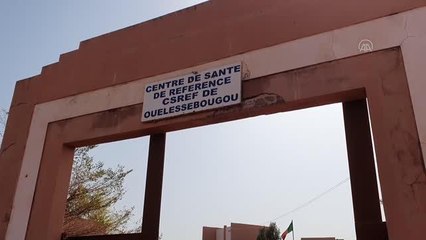 CENTRE DE SANTE
DE REFERENCE
CSREF DE
OUELESSEBOUGOU